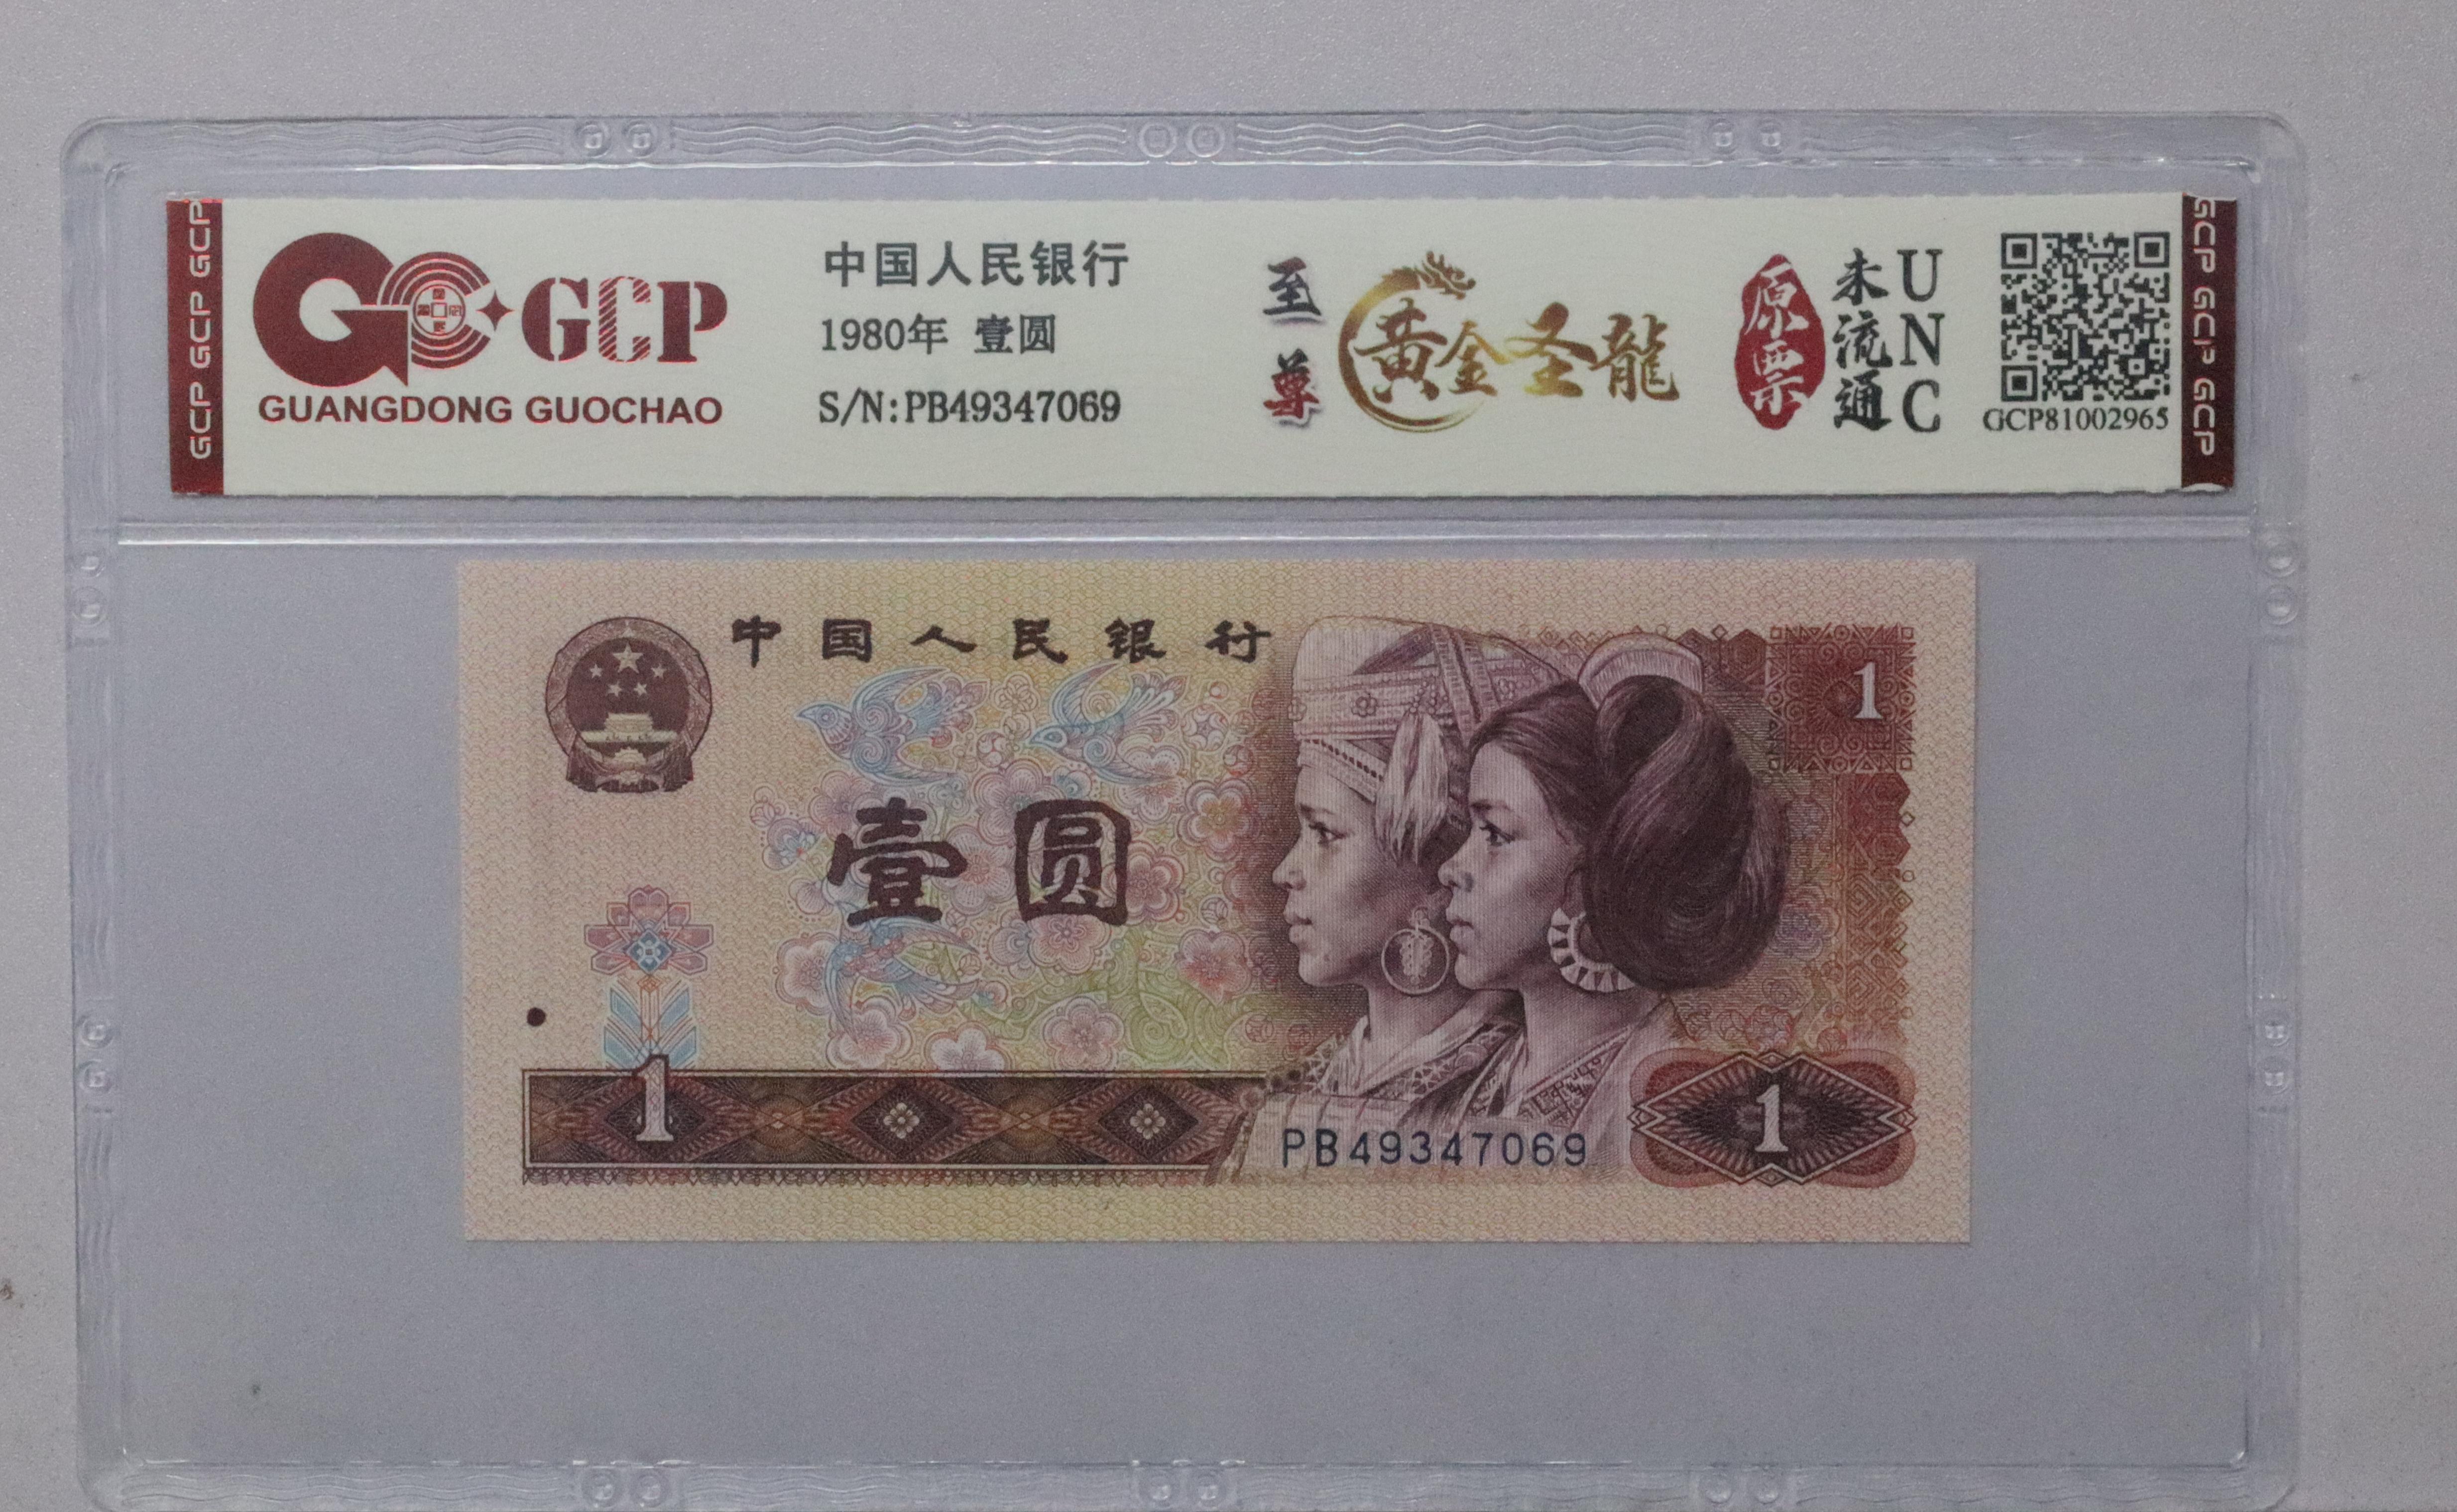 GCP GCP GCP
GCP
GUANGDONG GUOCHAO
中国人民银行
1980年 壹圆
S/N:PB49347069
至尊
黄金圣龍
原票
未流通
UNC
GCP81002965
GCP GCP GCP
中国人民银行
1
壹圆
1
PB49347069
1